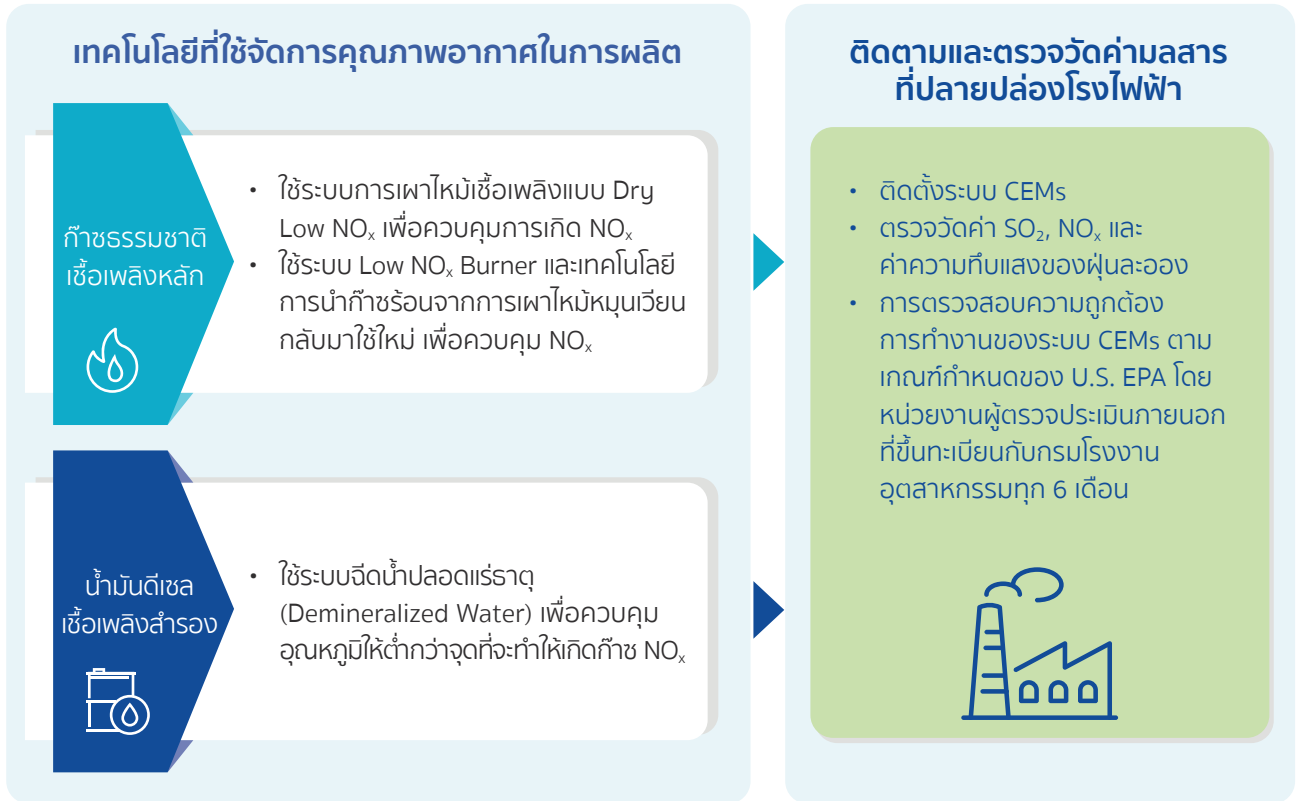 เทคโนโลยีที่ใช้จัดการคุณภาพอากาศในการผลิต
ก๊าซธรรมชาติ
เชื้อเพลิงหลัก
• ใช้ระบบการเผาไหม้เชื้อเพลิงแบบ Dry
Low NOₓ เพื่อควบคุมการเกิด NOₓ
• ใช้ระบบ Low NOₓ Burner และเทคโนโลยี
การนำก๊าซร้อนจากการเผาไหม้หมุนเวียน
กลับมาใช้ใหม่ เพื่อควบคุม NOₓ
น้ำมันดีเซล
เชื้อเพลิงสำรอง
• ใช้ระบบฉีดน้ำปลอดแร่ธาตุ
(Demineralized Water) เพื่อควบคุม
อุณหภูมิให้ต่ำกว่าจุดที่จะทำให้เกิดก๊าซ NOₓ
ติดตามและตรวจวัดค่ามลสาร
ที่ปลายปล่องโรงไฟฟ้า
• ติดตั้งระบบ CEMs
• ตรวจวัดค่า SO₂, NOₓ และ
ค่าความทึบแสงของฝุ่นละออง
• การตรวจสอบความถูกต้อง
การทำงานของระบบ CEMs ตาม
เกณฑ์กำหนดของ U.S. EPA โดย
หน่วยงานผู้ตรวจประเมินภายนอก
ที่ขึ้นทะเบียนกับกรมโรงงาน
อุตสาหกรรมทุก 6 เดือน